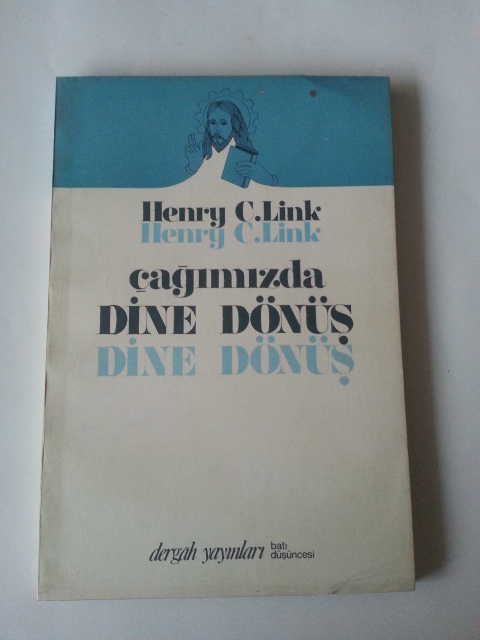 Henry C.Link
Henry C.Link
çağımızda
DİNE DÖNÜŞ
DİNE DÖNÜŞ
dergah yayınları batı
düşüncesi